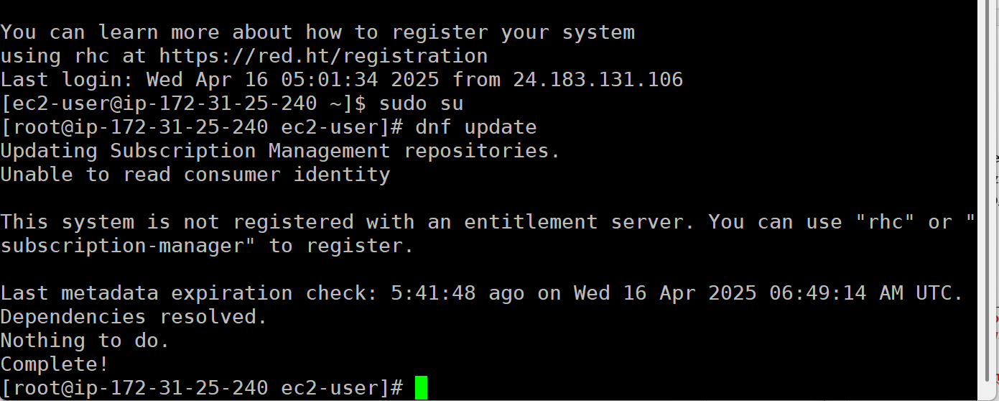 You can learn more about how to register your system
using rhc at https://red.ht/registration
Last login: Wed Apr 16 05:01:34 2025 from 24.183.131.106
[ec2-user@ip-172-31-25-240 ~]$ sudo su
[root@ip-172-31-25-240 ec2-user]# dnf update
Updating Subscription Management repositories.
Unable to read consumer identity
This system is not registered with an entitlement server. You can use "rhc" or "
subscription-manager" to register.
Last metadata expiration check: 5:41:48 ago on Wed 16 Apr 2025 06:49:14 AM UTC.
Dependencies resolved.
Nothing to do.
Complete!
[root@ip-172-31-25-240 ec2-user]#